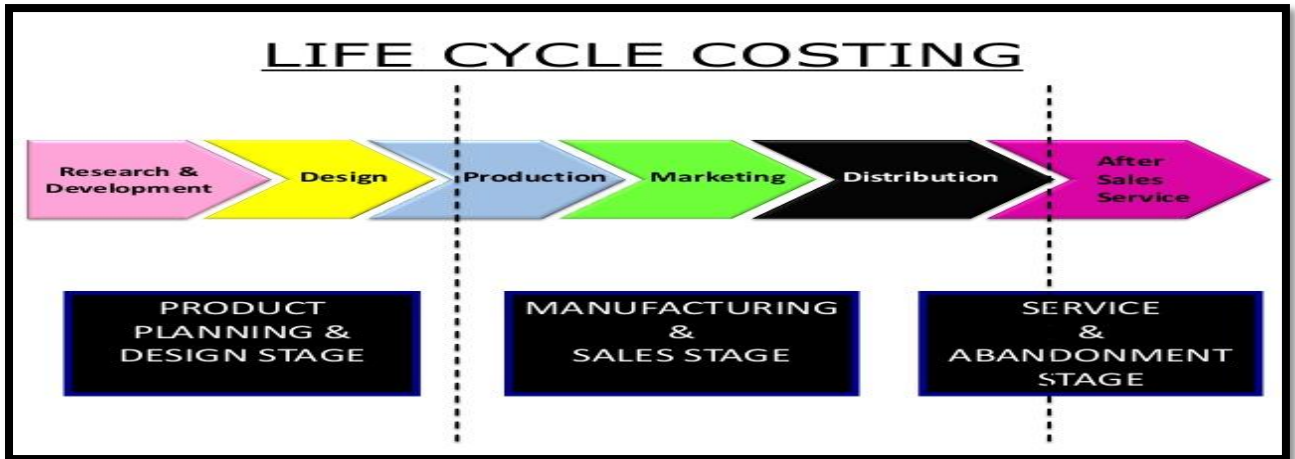 LIFE CYCLE COSTING
Research &
Development
Design
Production
Marketing
Distribution
After
Sales
Service
PRODUCT
PLANNING &
DESIGN STAGE
MANUFACTURING
&
SALES STAGE
SERVICE
&
ABANDONMENT
STAGE